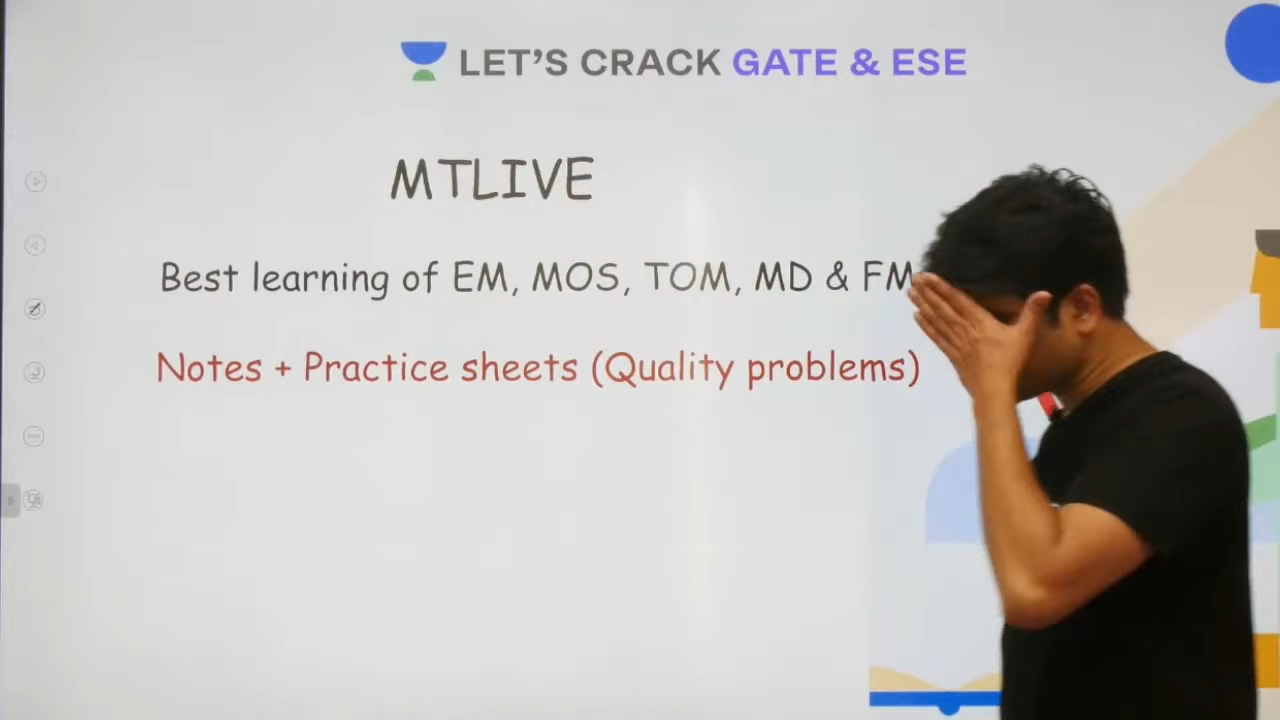 LET'S CRACK GATE & ESE
MTLIVE
Best learning of EM, MOS, TOM, MD & FM
Notes + Practice sheets (Quality problems)